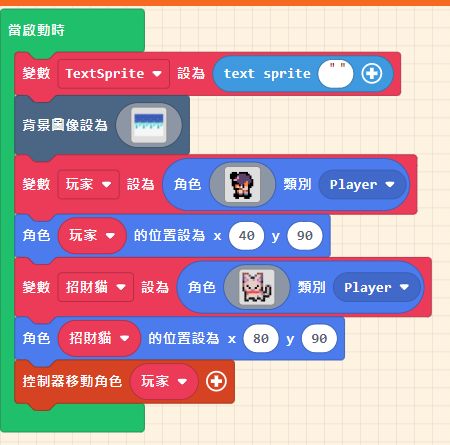 當啟動時
變數 TextSprite 設為 text sprite " "
背景圖像設為
變數 玩家 設為 角色 類別 Player
角色 玩家 的位置設為 x 40 y 90
變數 招財貓 設為 角色 類別 Player
角色 招財貓 的位置設為 x 80 y 90
控制器移動角色 玩家